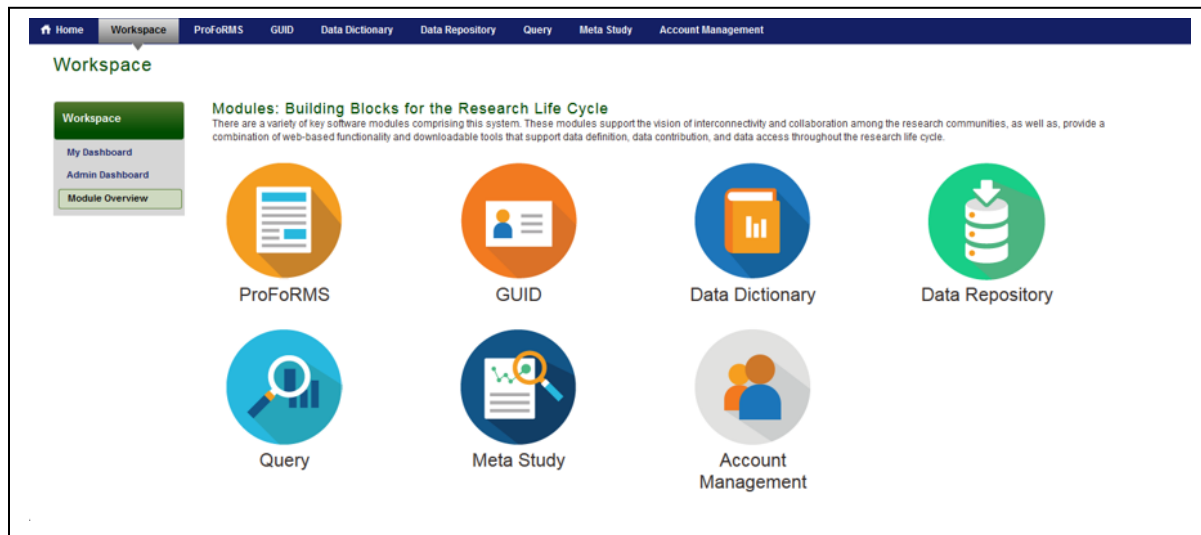 Home Workspace ProFoRMS GUID Data Dictionary Data Repository Query Meta Study Account Management
Workspace
Workspace
My Dashboard
Admin Dashboard
Module Overview
Modules: Building Blocks for the Research Life Cycle
There are a variety of key software modules comprising this system. These modules support the vision of interconnectivity and collaboration among the research communities, as well as, provide a
combination of web-based functionality and downloadable tools that support data definition, data contribution, and data access throughout the research life cycle.
ProFoRMS GUID Data Dictionary Data Repository
Query Meta Study Account
Management